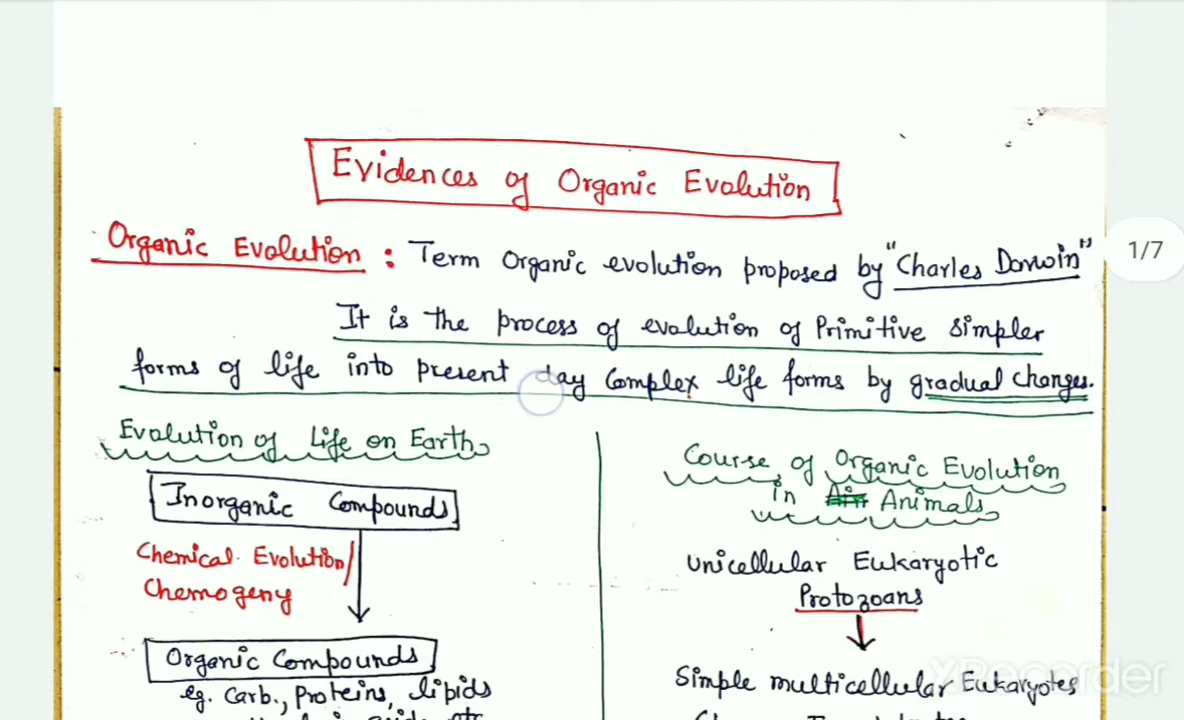 Evidences of Organic Evolution
Organic Evolution : Term Organic evolution proposed by "Charles Darwin"
It is the process of evolution of Primitive simpler
forms of life into present day complex life forms by gradual changes.
Evolution of Life on Earth
Inorganic Compounds
Chemical Evolution/
Chemogeny
Organic Compounds
eg. Carb., Proteins, lipids
Course of Organic Evolution
in Animals
Unicellular Eukaryotic
Protozoans
Simple multicellular Eukaryotes
1/7
XRecorder